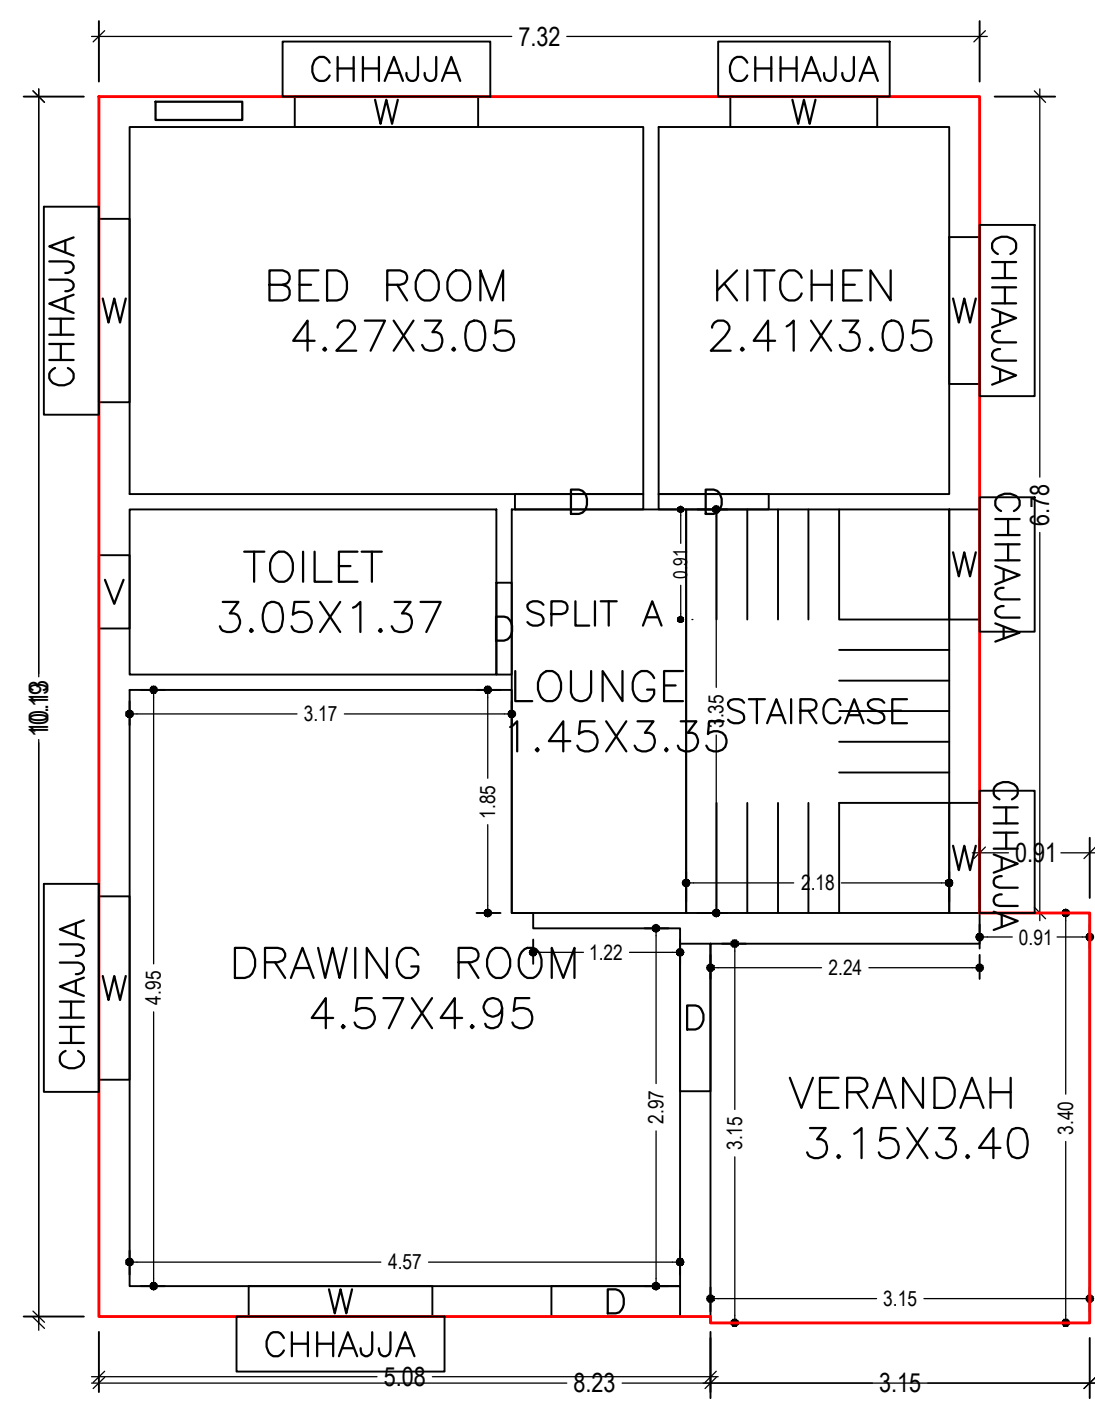 7.32
CHHAJJA
CHHAJJA
W
W
CHHAJJA
W
BED ROOM
4.27X3.05
KITCHEN
2.41X3.05
W
CHHAJJA
6.78
D
D
V
TOILET
3.05X1.37
D
SPLIT A
0.91
W
CHHAJJA
LOUNGE
1.45X3.35
3.35
STAIRCASE
3.17
1.85
2.18
W
CHHAJJA
0.91
0.91
CHHAJJA
W
4.95
DRAWING ROOM
4.57X4.95
1.22
2.24
D
2.97
3.15
VERANDAH
3.15X3.40
3.40
4.57
3.15
W
D
CHHAJJA
5.08
8.23
3.15